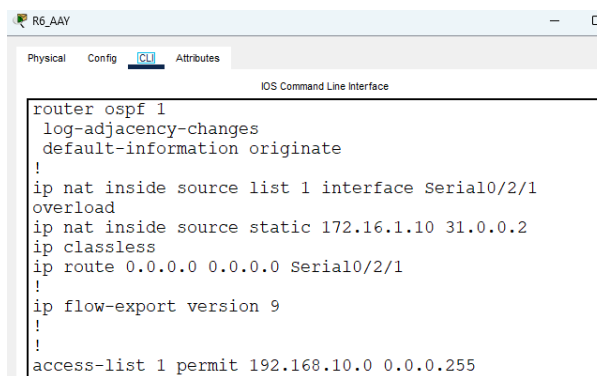 R6_AAY
Physical Config CLI Attributes
IOS Command Line Interface
router ospf 1
 log-adjacency-changes
 default-information originate
!
ip nat inside source list 1 interface Serial0/2/1
overload
ip nat inside source static 172.16.1.10 31.0.0.2
ip classless
ip route 0.0.0.0 0.0.0.0 Serial0/2/1
!
ip flow-export version 9
!
!
access-list 1 permit 192.168.10.0 0.0.0.255